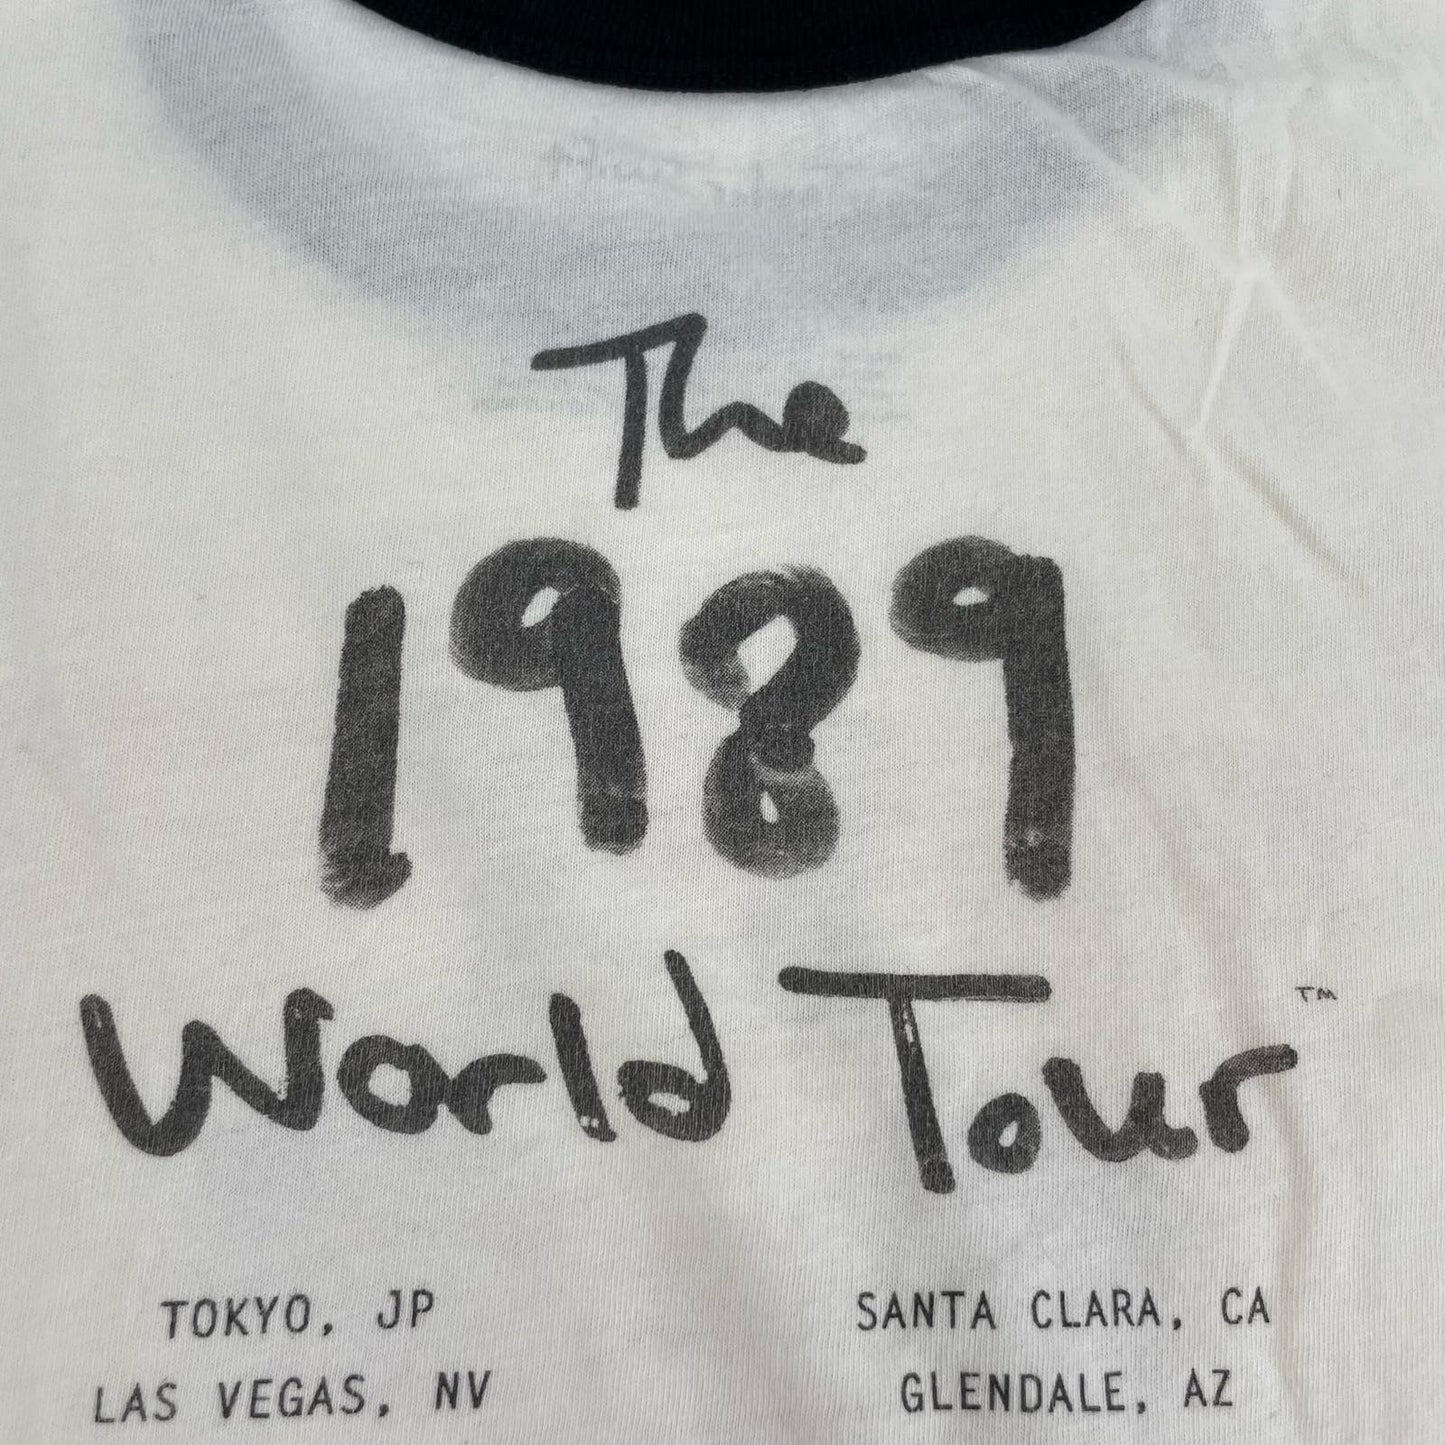 The
1989
World Tour™
TOKYO, JP
SANTA CLARA, CA
LAS VEGAS, NV
GLENDALE, AZ